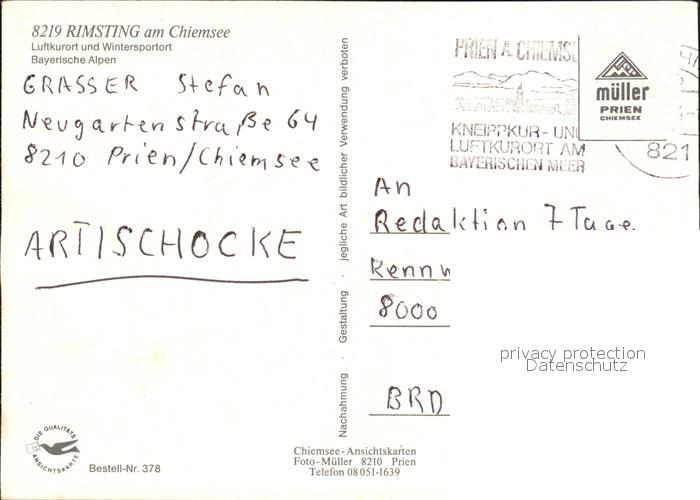 8219 RIMSTING am Chiemsee
Luftkurort und Wintersportort
Bayerische Alpen
GRASSER Stefan
Neugartenstraße 64
8210 Prien/Chiemsee
ARTISCHOCKE
DIE QUALITÄTS
ANSICHTSKARTE
Bestell-Nr. 378
Nachahmung · Gestaltung · jegliche Art bildlicher Verwendung verboten
PRIEN A. CHIEMSE
KNEIPPKUR- UN
LUFTKURORT AM
BAYERISCHEN MEER
müller
PRIEN
CHIEMSEE
821
An
Redaktion 7 Tage
Kenn
8000
BRD
privacy protection
Datenschutz
Chiemsee-Ansichtskarten
Foto-Müller 8210 Prien
Telefon 08051-1639